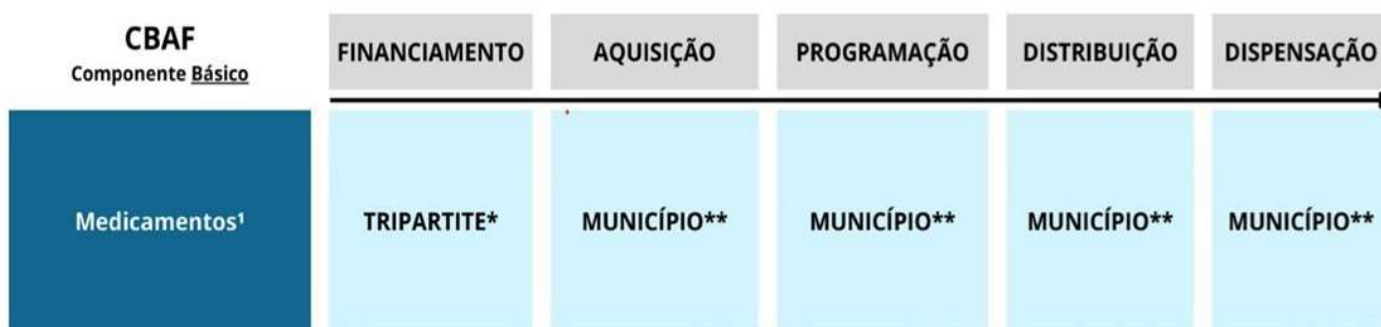 CBAF
Componente Básico
FINANCIAMENTO
AQUISIÇÃO
PROGRAMAÇÃO
DISTRIBUIÇÃO
DISPENSAÇÃO
Medicamentos¹
TRIPARTITE*
MUNICÍPIO**
MUNICÍPIO**
MUNICÍPIO**
MUNICÍPIO**